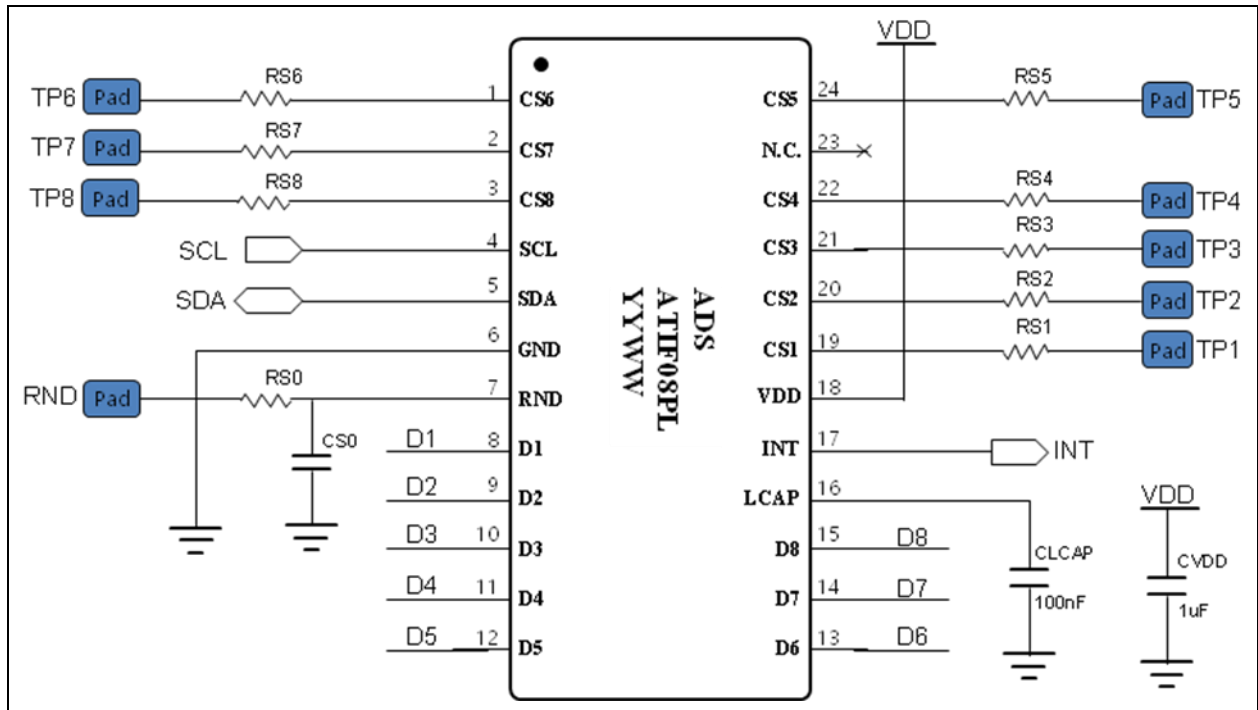 VDD
TP6 Pad RS6 1 CS6 CS5 24 RS5 Pad TP5
TP7 Pad RS7 2 CS7 N.C. 23
TP8 Pad RS8 3 CS8 CS4 22 RS4 Pad TP4
SCL 4 SCL CS3 21 RS3 Pad TP3
SDA 5 SDA CS2 20 RS2 Pad TP2
6 GND CS1 19 RS1 Pad TP1
RND Pad RS0 7 RND VDD 18
CS0
D1 8 D1 INT 17 INT
D2 9 D2 LCAP 16
D3 10 D3 D8 15 D8
D4 11 D4 D7 14 D7
D5 12 D5 D6 13 D6
ADS
ATIF08PL
YYWW
CLCAP
100nF
VDD
CVDD
1uF